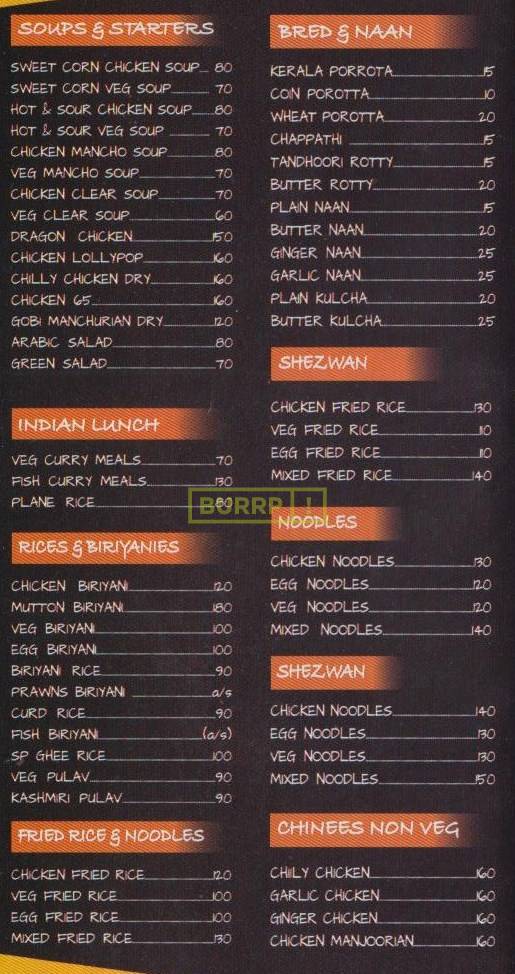 SOUPS & STARTERS
SWEET CORN CHICKEN SOUP 80
SWEET CORN VEG SOUP 70
HOT & SOUR CHICKEN SOUP 80
HOT & SOUR VEG SOUP 70
CHICKEN MANCHO SOUP 80
VEG MANCHO SOUP 70
CHICKEN CLEAR SOUP 70
VEG CLEAR SOUP 60
DRAGON CHICKEN 150
CHICKEN LOLLYPOP 160
CHILLY CHICKEN DRY 160
CHICKEN 65 160
GOBI MANCHURIAN DRY 120
ARABIC SALAD 80
GREEN SALAD 70
INDIAN LUNCH
VEG CURRY MEALS 70
FISH CURRY MEALS 130
PLANE RICE 80
RICES & BIRIYANIES
CHICKEN BIRIYANI 120
MUTTON BIRIYANI 180
VEG BIRIYANI 100
EGG BIRIYANI 100
BIRIYANI RICE 90
PRAWNS BIRIYANI a/s
CURD RICE 90
FISH BIRIYANI (a/s)
SP GHEE RICE 100
VEG PULAV 90
KASHMIRI PULAV 90
FRIED RICE & NOODLES
CHICKEN FRIED RICE 120
VEG FRIED RICE 100
EGG FRIED RICE 100
MIXED FRIED RICE 130
BRED & NAAN
KERALA PORROTA 15
COIN POROTTA 10
WHEAT POROTTA 20
CHAPPATHI 15
TANDHOORI ROTTY 15
BUTTER ROTTY 20
PLAIN NAAN 15
BUTTER NAAN 20
GINGER NAAN 25
GARLIC NAAN 25
PLAIN KULCHA 20
BUTTER KULCHA 25
SHEZWAN
CHICKEN FRIED RICE 130
VEG FRIED RICE 110
EGG FRIED RICE 110
MIXED FRIED RICE 140
BURRP!
NOODLES
CHICKEN NOODLES 130
EGG NOODLES 120
VEG NOODLES 120
MIXED NOODLES 140
SHEZWAN
CHICKEN NOODLES 140
EGG NOODLES 130
VEG NOODLES 130
MIXED NOODLES 150
CHINEES NON VEG
CHIILY CHICKEN 160
GARLIC CHICKEN 160
GINGER CHICKEN 160
CHICKEN MANJOORIAN 160